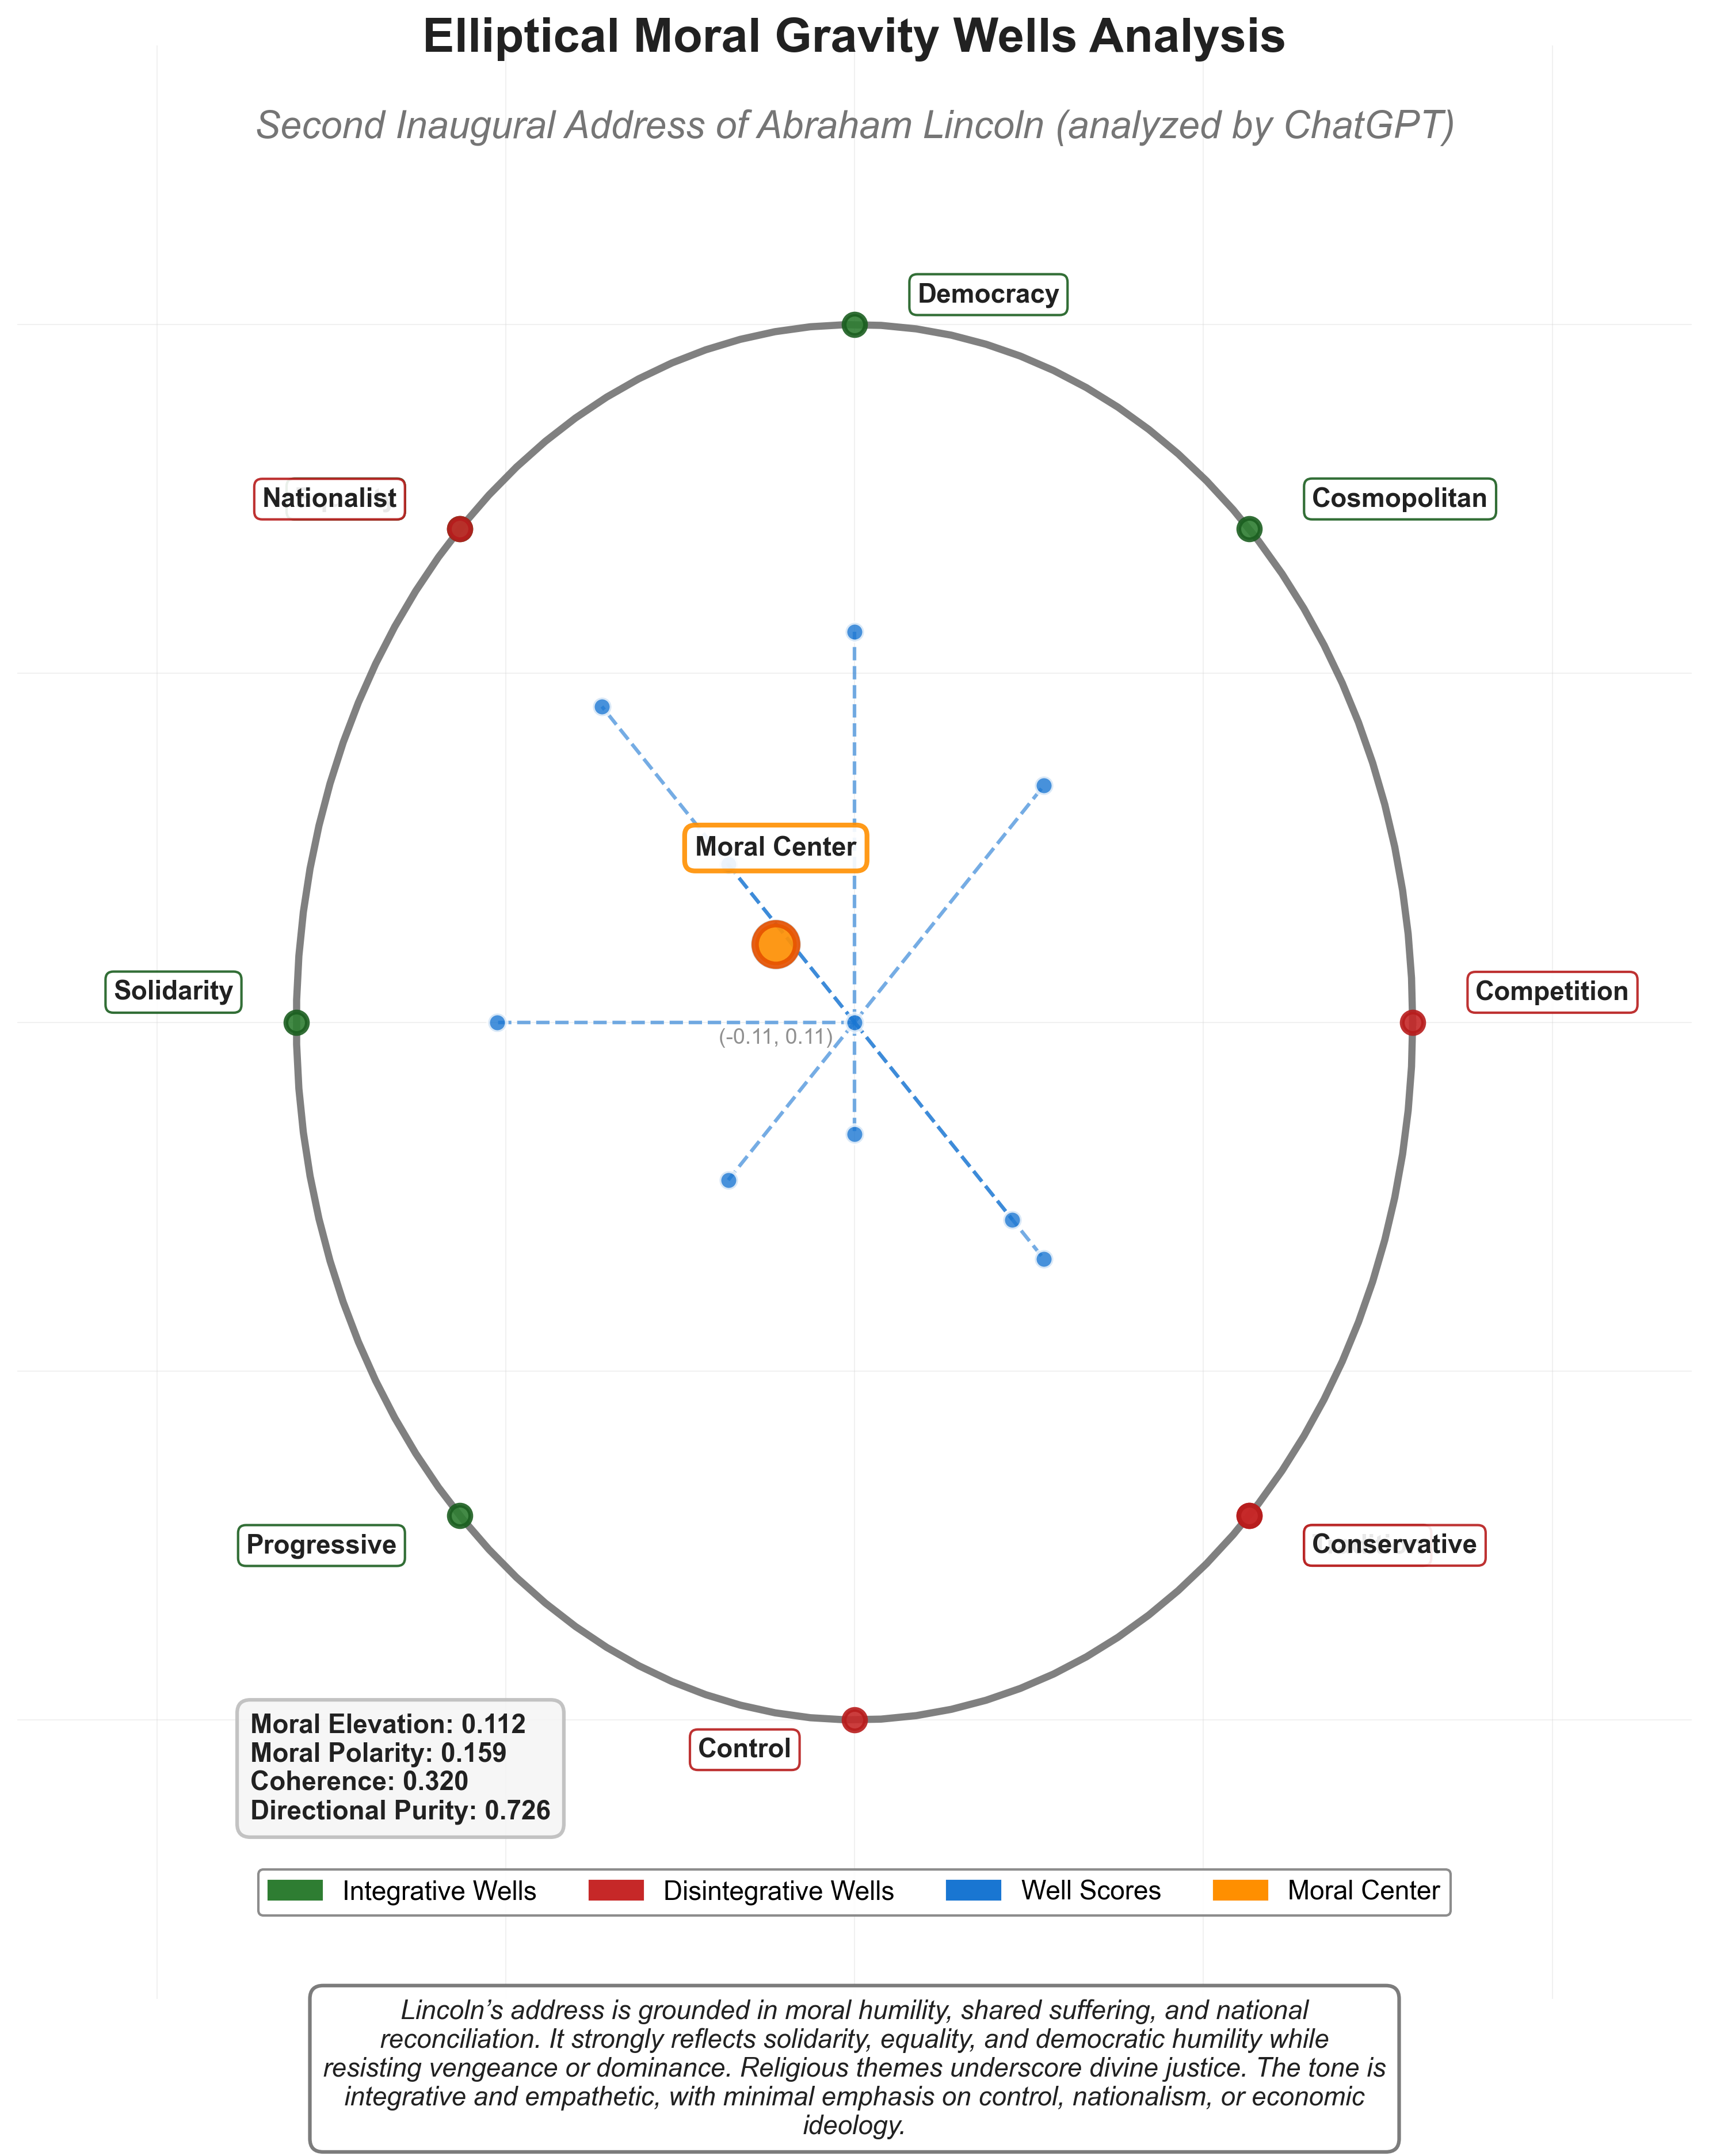 Elliptical Moral Gravity Wells Analysis
Second Inaugural Address of Abraham Lincoln (analyzed by ChatGPT)
Democracy
Nationalist
Cosmopolitan
Moral Center
Solidarity
Competition
(-0.11, 0.11)
Progressive
Conservative
Control
Moral Elevation: 0.112
Moral Polarity: 0.159
Coherence: 0.320
Directional Purity: 0.726
Integrative Wells
Disintegrative Wells
Well Scores
Moral Center
Lincoln’s address is grounded in moral humility, shared suffering, and national
reconciliation. It strongly reflects solidarity, equality, and democratic humility while
resisting vengeance or dominance. Religious themes underscore divine justice. The tone is
integrative and empathetic, with minimal emphasis on control, nationalism, or economic
ideology.